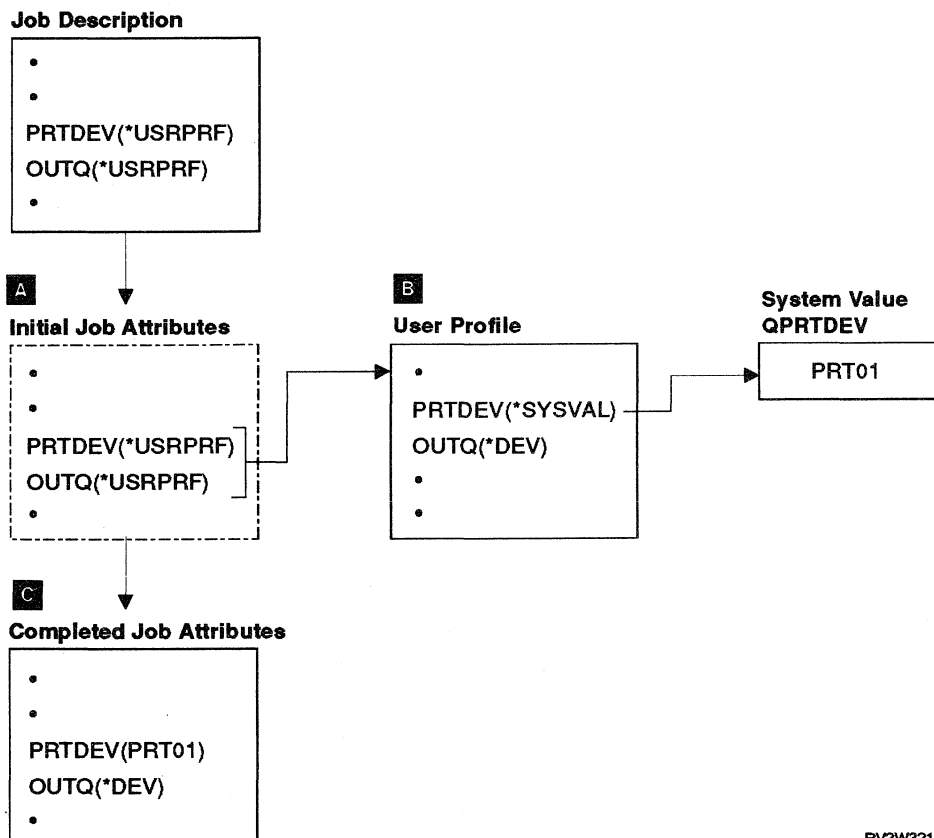 Job Description
•
•
PRTDEV(*USRPRF)
OUTQ(*USRPRF)
•
A
Initial Job Attributes
•
•
PRTDEV(*USRPRF)
OUTQ(*USRPRF)
•
B
User Profile
•
PRTDEV(*SYSVAL)
OUTQ(*DEV)
•
•
System Value
QPRTDEV
PRT01
C
Completed Job Attributes
•
•
PRTDEV(PRT01)
OUTQ(*DEV)
•